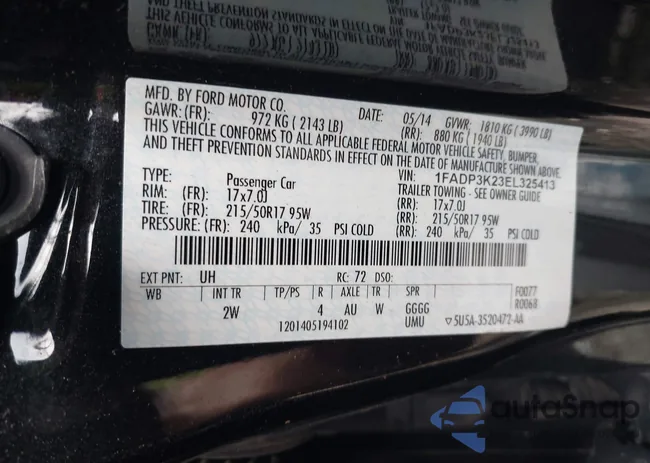 MFD. BY FORD MOTOR CO.
DATE: 05/14 GVWR: 1810 KG ( 3990 LB)
GAWR: (FR): 972 KG ( 2143 LB) (RR): 880 KG ( 1940 LB)
THIS VEHICLE CONFORMS TO ALL APPLICABLE FEDERAL MOTOR VEHICLE SAFETY, BUMPER,
AND THEFT PREVENTION STANDARDS IN EFFECT ON THE DATE OF MANUFACTURE SHOWN ABOVE.
VIN: 1FADP3K23EL325413
TYPE: Passenger Car TRAILER TOWING - SEE OWNER GUIDE
RIM: (FR): 17x7.0J (RR): 17x7.0J
TIRE: (FR): 215/50R17 95W (RR): 215/50R17 95W
PRESSURE: (FR): 240 kPa/ 35 PSI COLD (RR): 240 kPa/ 35 PSI COLD
EXT PNT: UH RC: 72 DSO: F0077
WB INT TR TP/PS R AXLE TR SPR R0068
2W 4 AU W GGGG
1201405194102 UMU 5U5A-3520472-AA
autoSnap